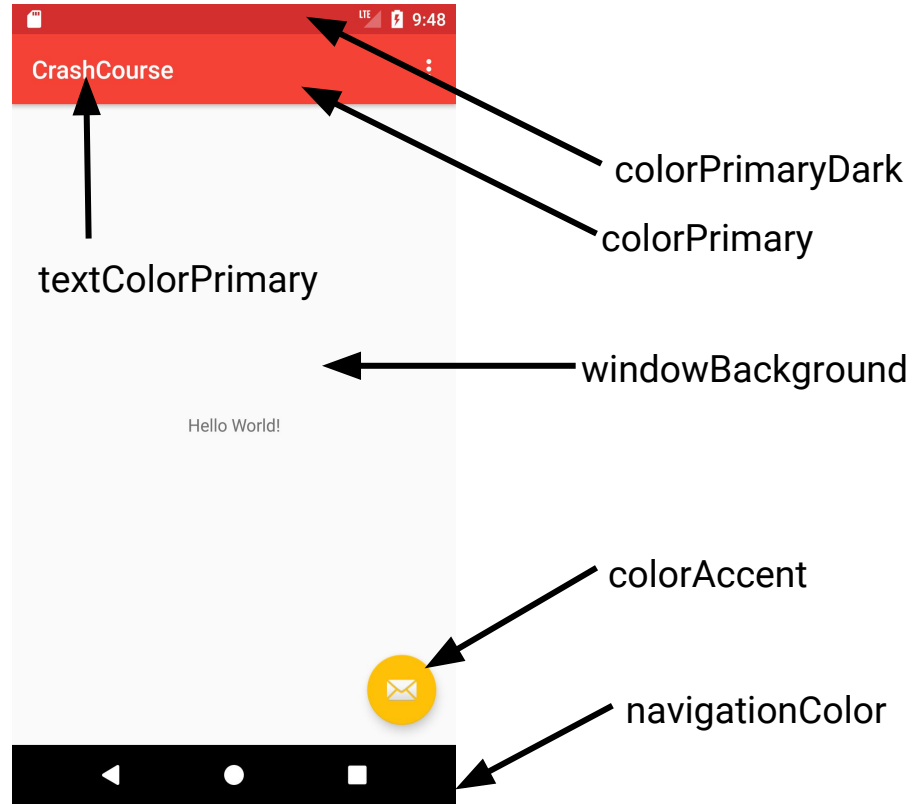 LTE 9:48
CrashCourse
colorPrimaryDark
colorPrimary
textColorPrimary
windowBackground
Hello World!
colorAccent
navigationColor